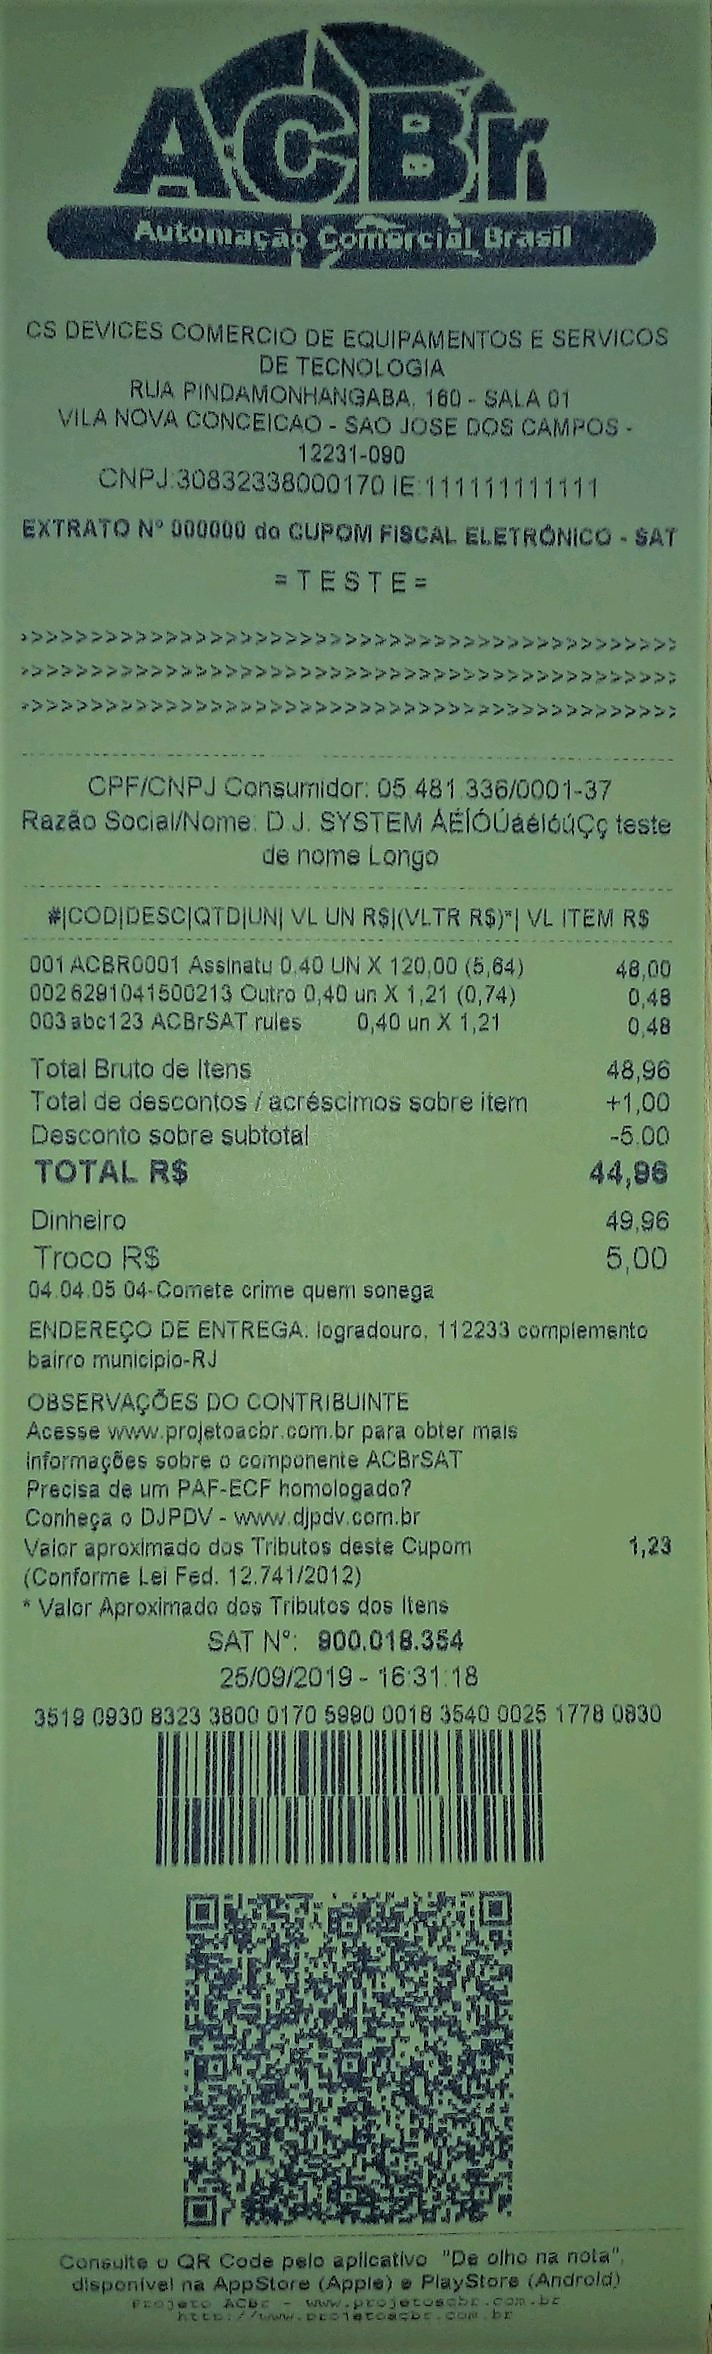 ACBr
Automação Comercial Brasil
CS DEVICES COMERCIO DE EQUIPAMENTOS E SERVICOS
DE TECNOLOGIA
RUA PINDAMONHANGABA, 160 - SALA 01
VILA NOVA CONCEICAO - SAO JOSE DOS CAMPOS -
12231-090
CNPJ:30832338000170 IE:111111111111
EXTRATO Nº 000000 do CUPOM FISCAL ELETRÔNICO - SAT
= T E S T E =
>>>>>>>>>>>>>>>>>>>>>>>>>>>>>>>>>>>>>>>>>>>>>
>>>>>>>>>>>>>>>>>>>>>>>>>>>>>>>>>>>>>>>>>>>>>
>>>>>>>>>>>>>>>>>>>>>>>>>>>>>>>>>>>>>>>>>>>>>
CPF/CNPJ Consumidor: 05.481.336/0001-37
Razão Social/Nome: D.J. SYSTEM ÁÉÍÓÚáéíóúÇç teste
de nome Longo
#|COD|DESC|QTD|UN| VL UN R$|(VLTR R$)*| VL ITEM R$
001 ACBR0001 Assinatu 0,40 UN X 120,00 (5,64) 48,00
002 6291041500213 Outro 0,40 un X 1,21 (0,74) 0,48
003 abc123 ACBrSAT rules 0,40 un X 1,21 0,48
Total Bruto de Itens 48,96
Total de descontos / acréscimos sobre item +1,00
Desconto sobre subtotal -5,00
TOTAL R$ 44,96
Dinheiro 49,96
Troco R$ 5,00
04.04.05.04-Comete crime quem sonega
ENDEREÇO DE ENTREGA: logradouro, 112233 complemento
bairro municipio-RJ
OBSERVAÇÕES DO CONTRIBUINTE
Acesse www.projetoacbr.com.br para obter mais
informações sobre o componente ACBrSAT
Precisa de um PAF-ECF homologado?
Conheça o DJPDV - www.djpdv.com.br
Valor aproximado dos Tributos deste Cupom 1,23
(Conforme Lei Fed. 12.741/2012)
* Valor Aproximado dos Tributos dos Itens
SAT Nº: 900.018.354
25/09/2019 - 16:31:18
3519 0930 8323 3800 0170 5990 0018 3540 0025 1778 0830
Consulte o QR Code pelo aplicativo "De olho na nota",
disponível na AppStore (Apple) e PlayStore (Android)
Projeto ACBr - www.projetoacbr.com.br
http://www.projetoacbr.com.br